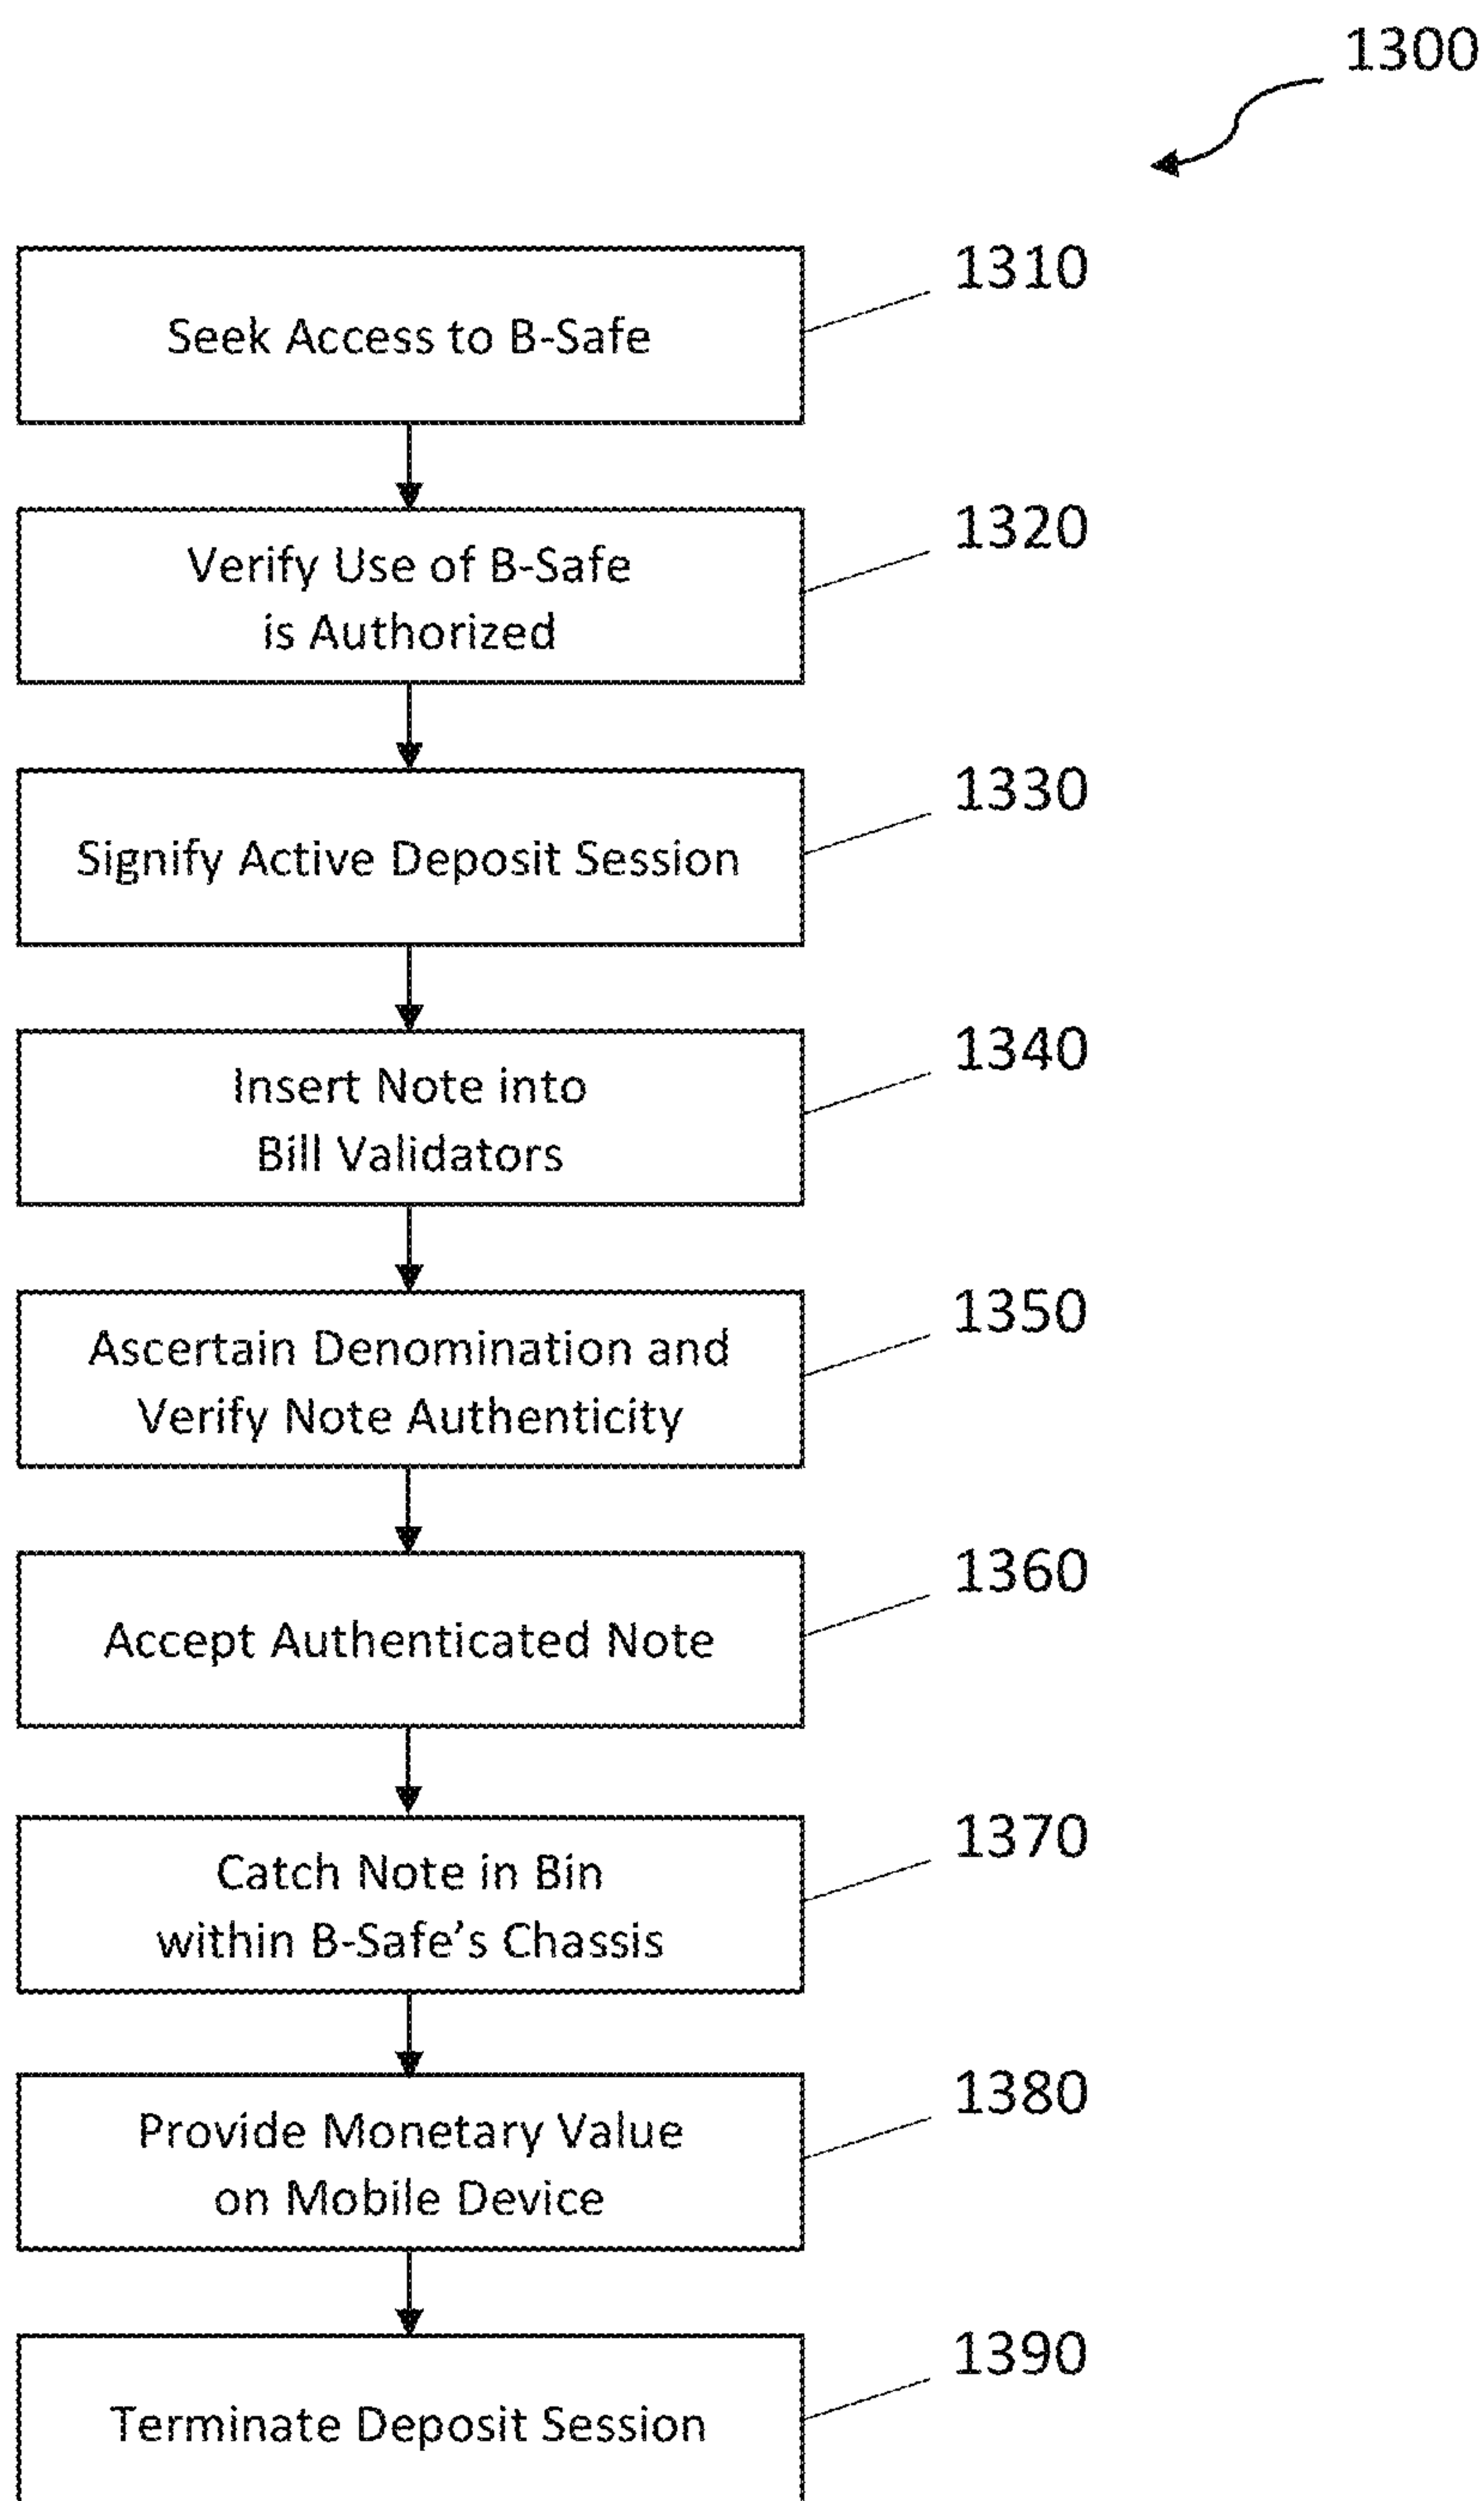 1300
1310
Seek Access to B-Safe
1320
Verify Use of B-Safe
is Authorized
1330
Signify Active Deposit Session
1340
Insert Note into
Bill Validators
1350
Ascertain Denomination and
Verify Note Authenticity
1360
Accept Authenticated Note
1370
Catch Note in Bin
within B-Safe’s Chassis
1380
Provide Monetary Value
on Mobile Device
1390
Terminate Deposit Session